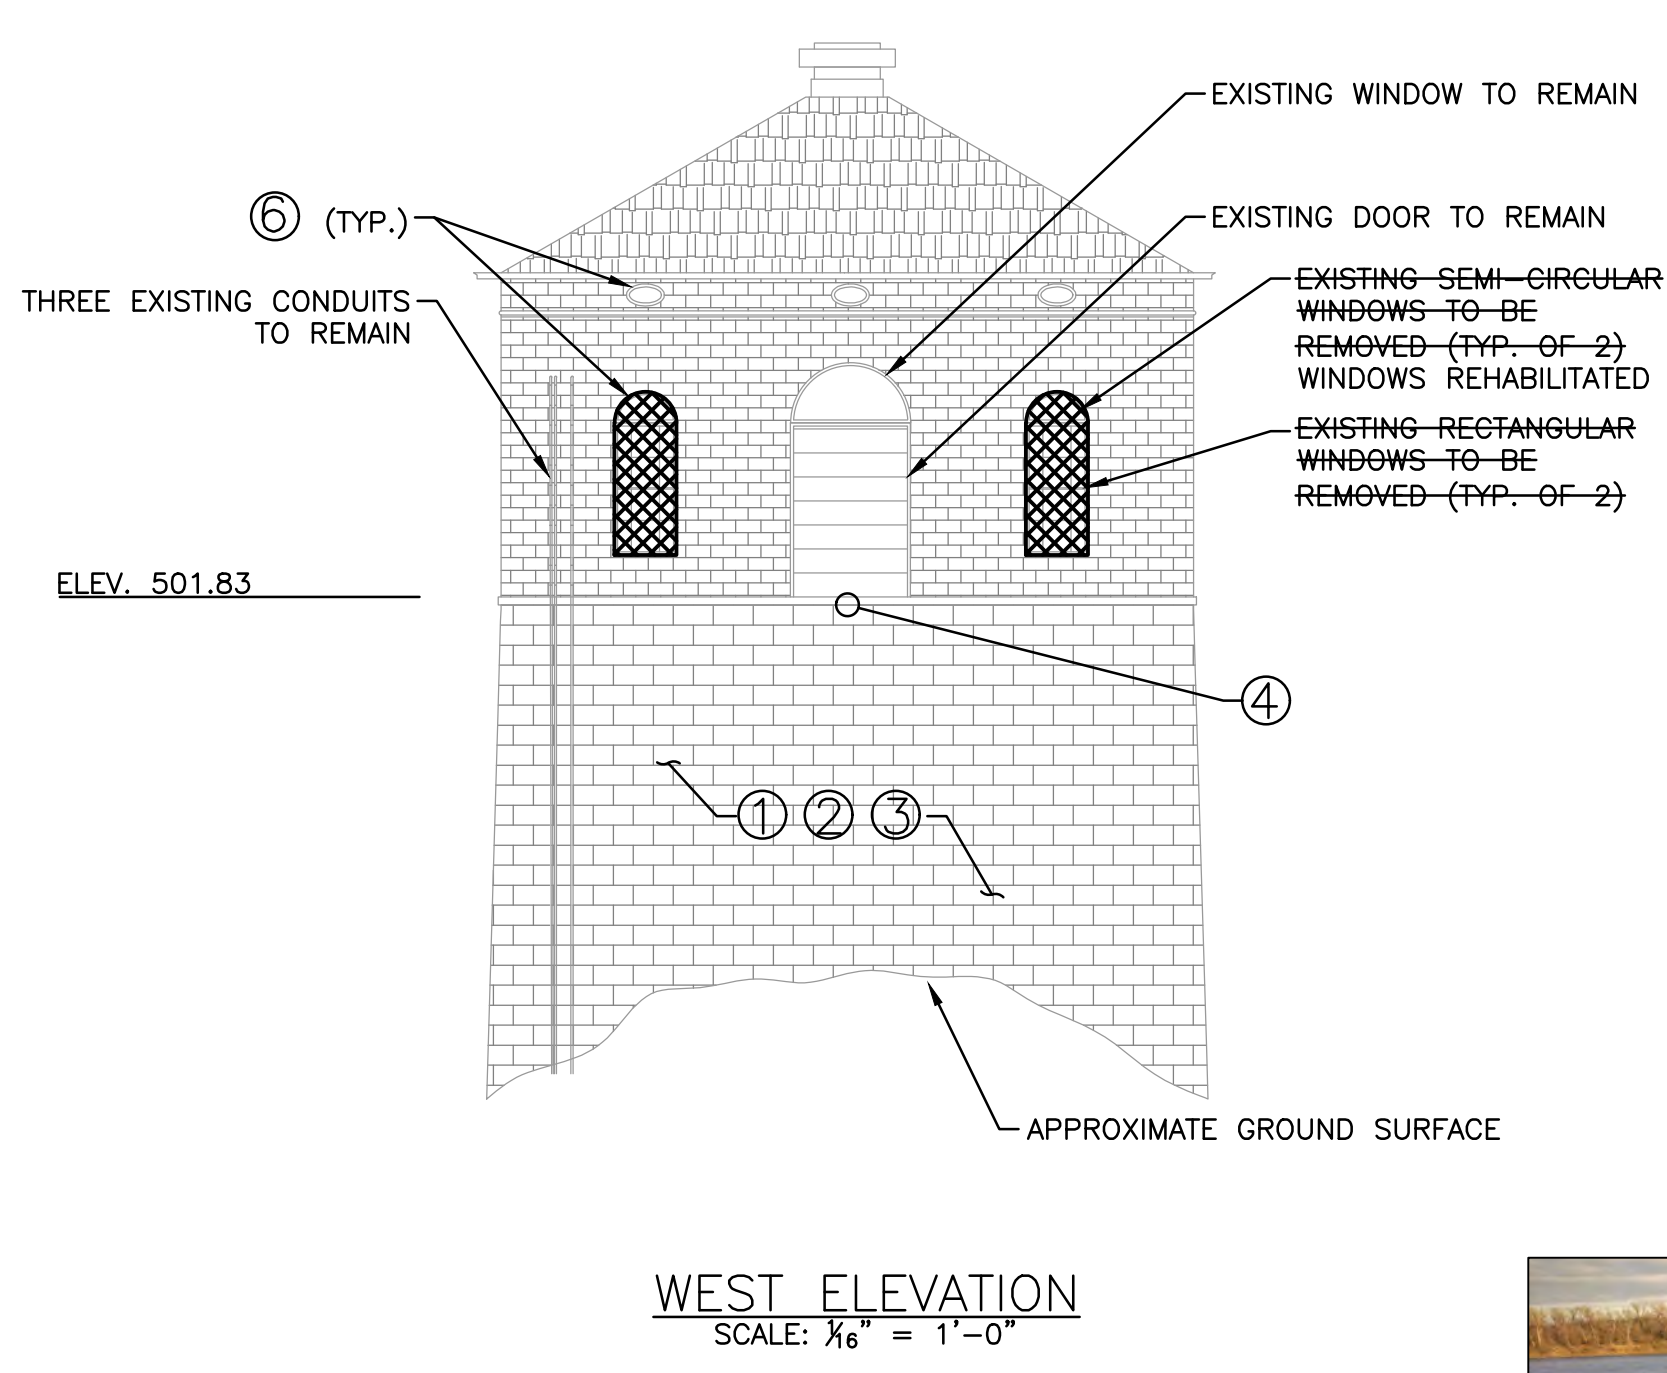 EXISTING WINDOW TO REMAIN
⑥ (TYP.)
EXISTING DOOR TO REMAIN
THREE EXISTING CONDUITS
TO REMAIN
EXISTING SEMI-CIRCULAR
WINDOWS TO BE
REMOVED (TYP. OF 2)
WINDOWS REHABILITATED
EXISTING RECTANGULAR
WINDOWS TO BE
REMOVED (TYP. OF 2)
ELEV. 501.83
④
① ② ③
APPROXIMATE GROUND SURFACE
WEST ELEVATION
SCALE: 1/16" = 1'-0"